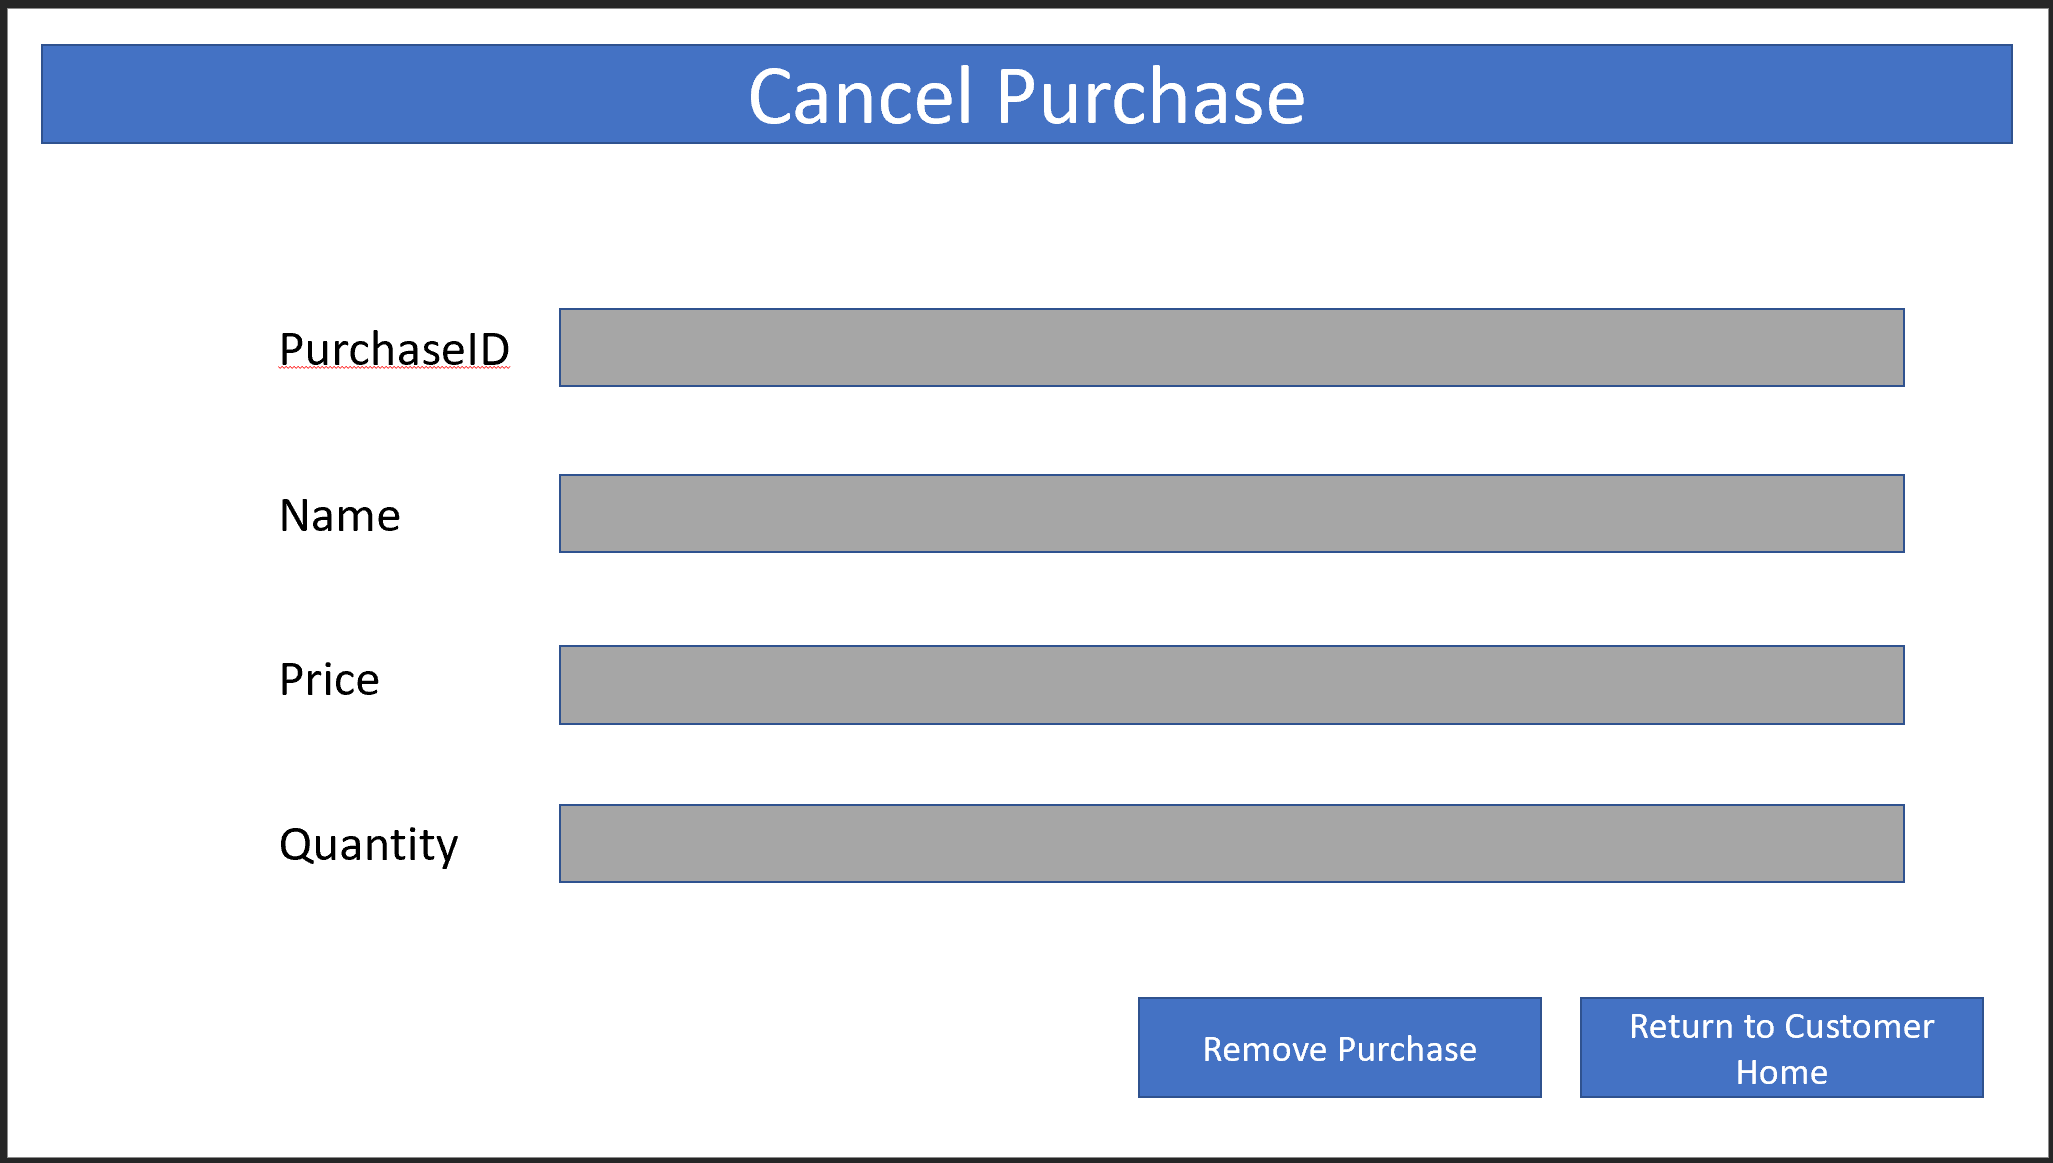 Cancel Purchase
PurchaseID
Name
Price
Quantity
Remove Purchase
Return to Customer
Home